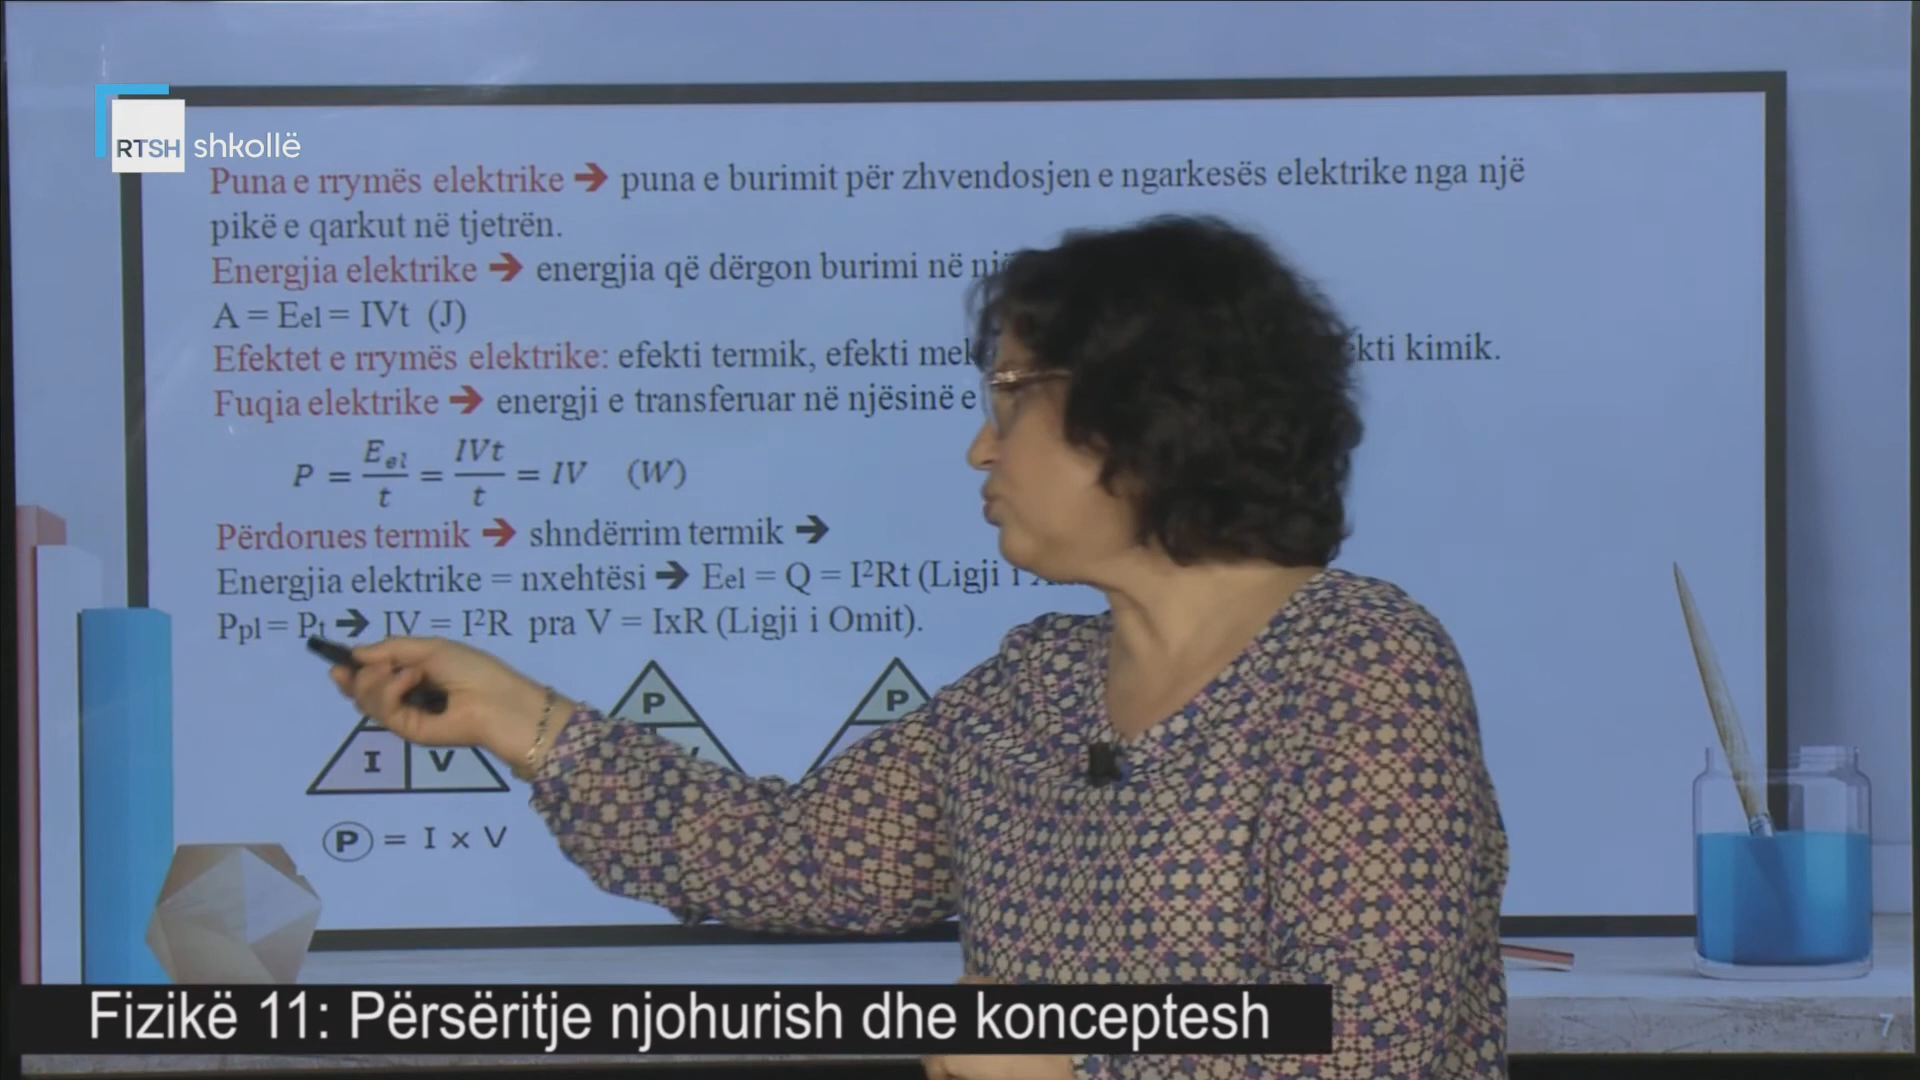 RTSH shkollë
Puna e rrymës elektrike ➔ puna e burimit për zhvendosjen e ngarkesës elektrike nga një
pikë e qarkut në tjetrën.
Energjia elektrike ➔ energjia që dërgon burimi në
A = Eel = IVt (J)
Efektet e rrymës elektrike: efekti termik, efekti kimik.
Fuqia elektrike ➔ energji e transferuar në njësinë e
P = E_el/t = IVt/t = IV (W)
Përdorues termik ➔ shndërrim termik ➔
Energjia elektrike = nxehtësi ➔ Eel = Q = I²Rt (Ligji i
Ppl = Pt ➔ IV = I²R pra V = IxR (Ligji i Omit).
P P
I V
P = I x V
Fizikë 11: Përsëritje njohurish dhe konceptesh
7